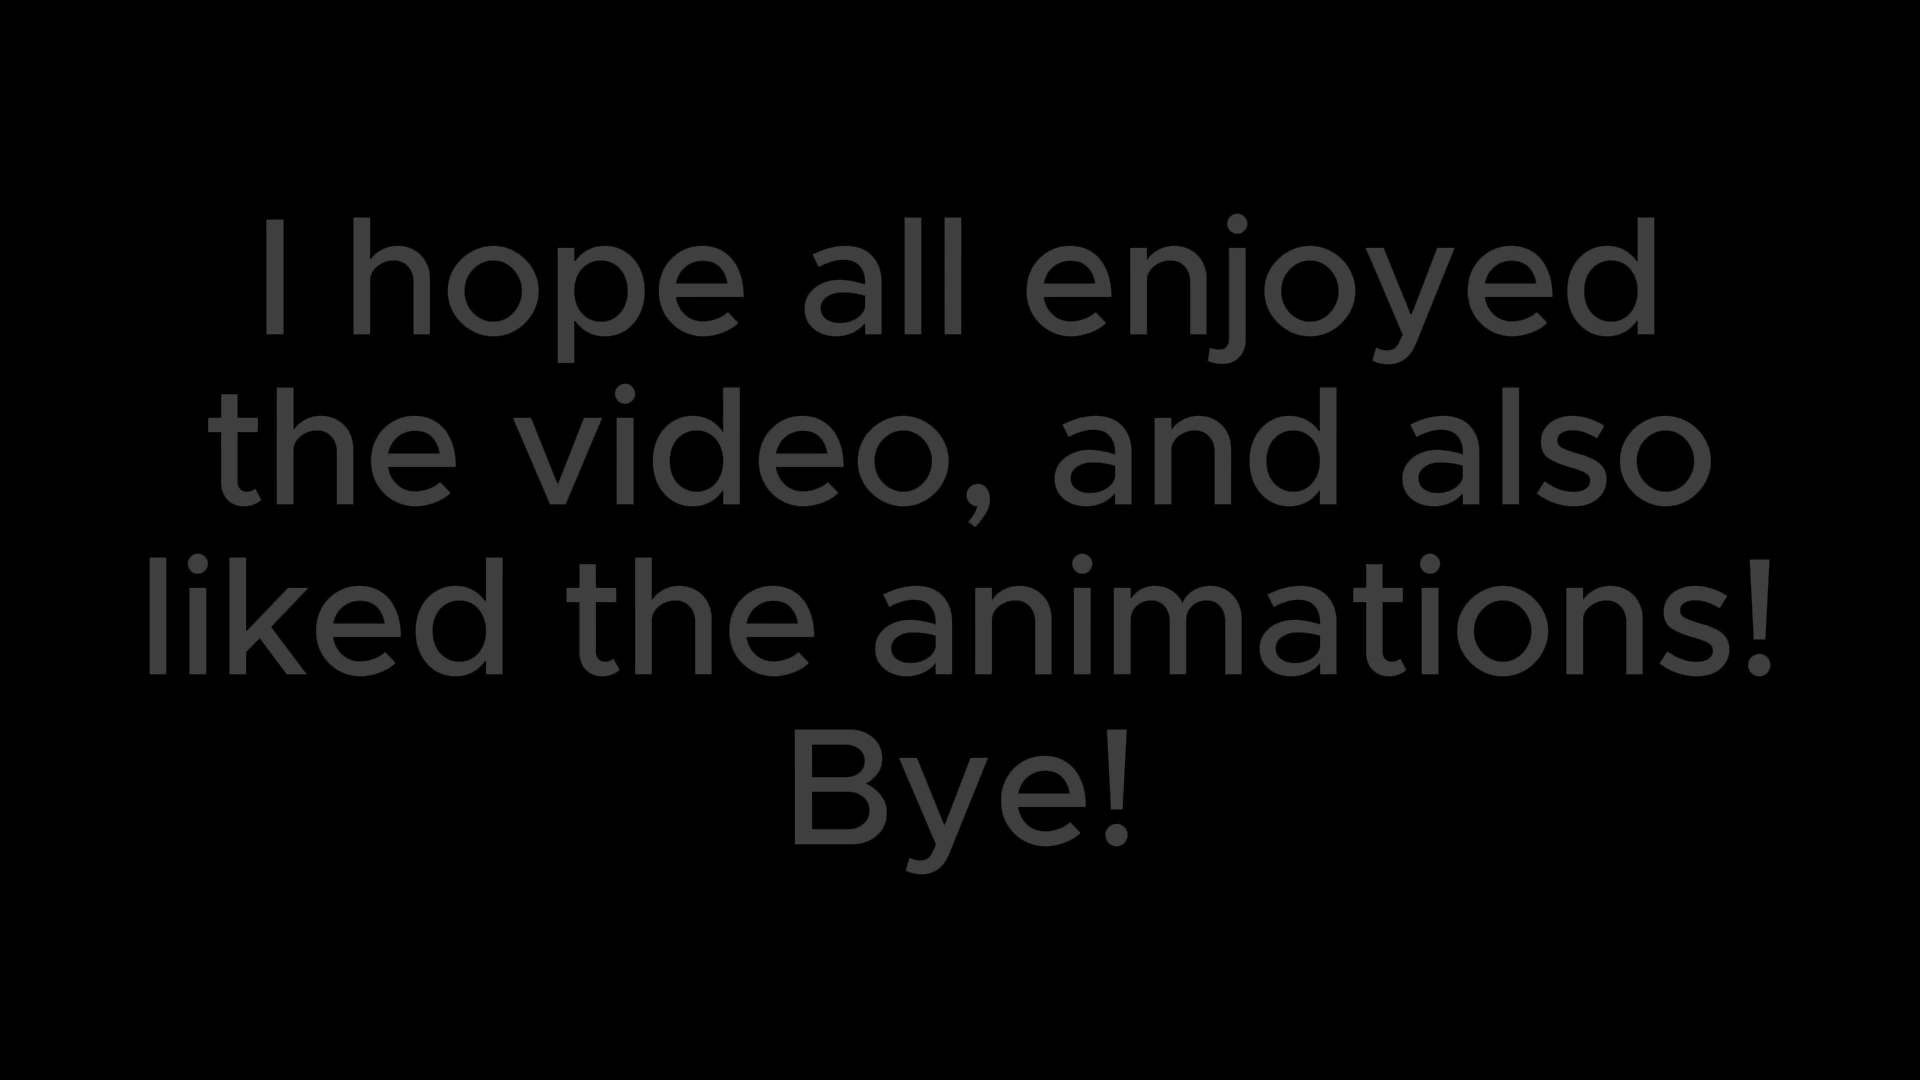 I hope all enjoyed
the video, and also
liked the animations!
Bye!